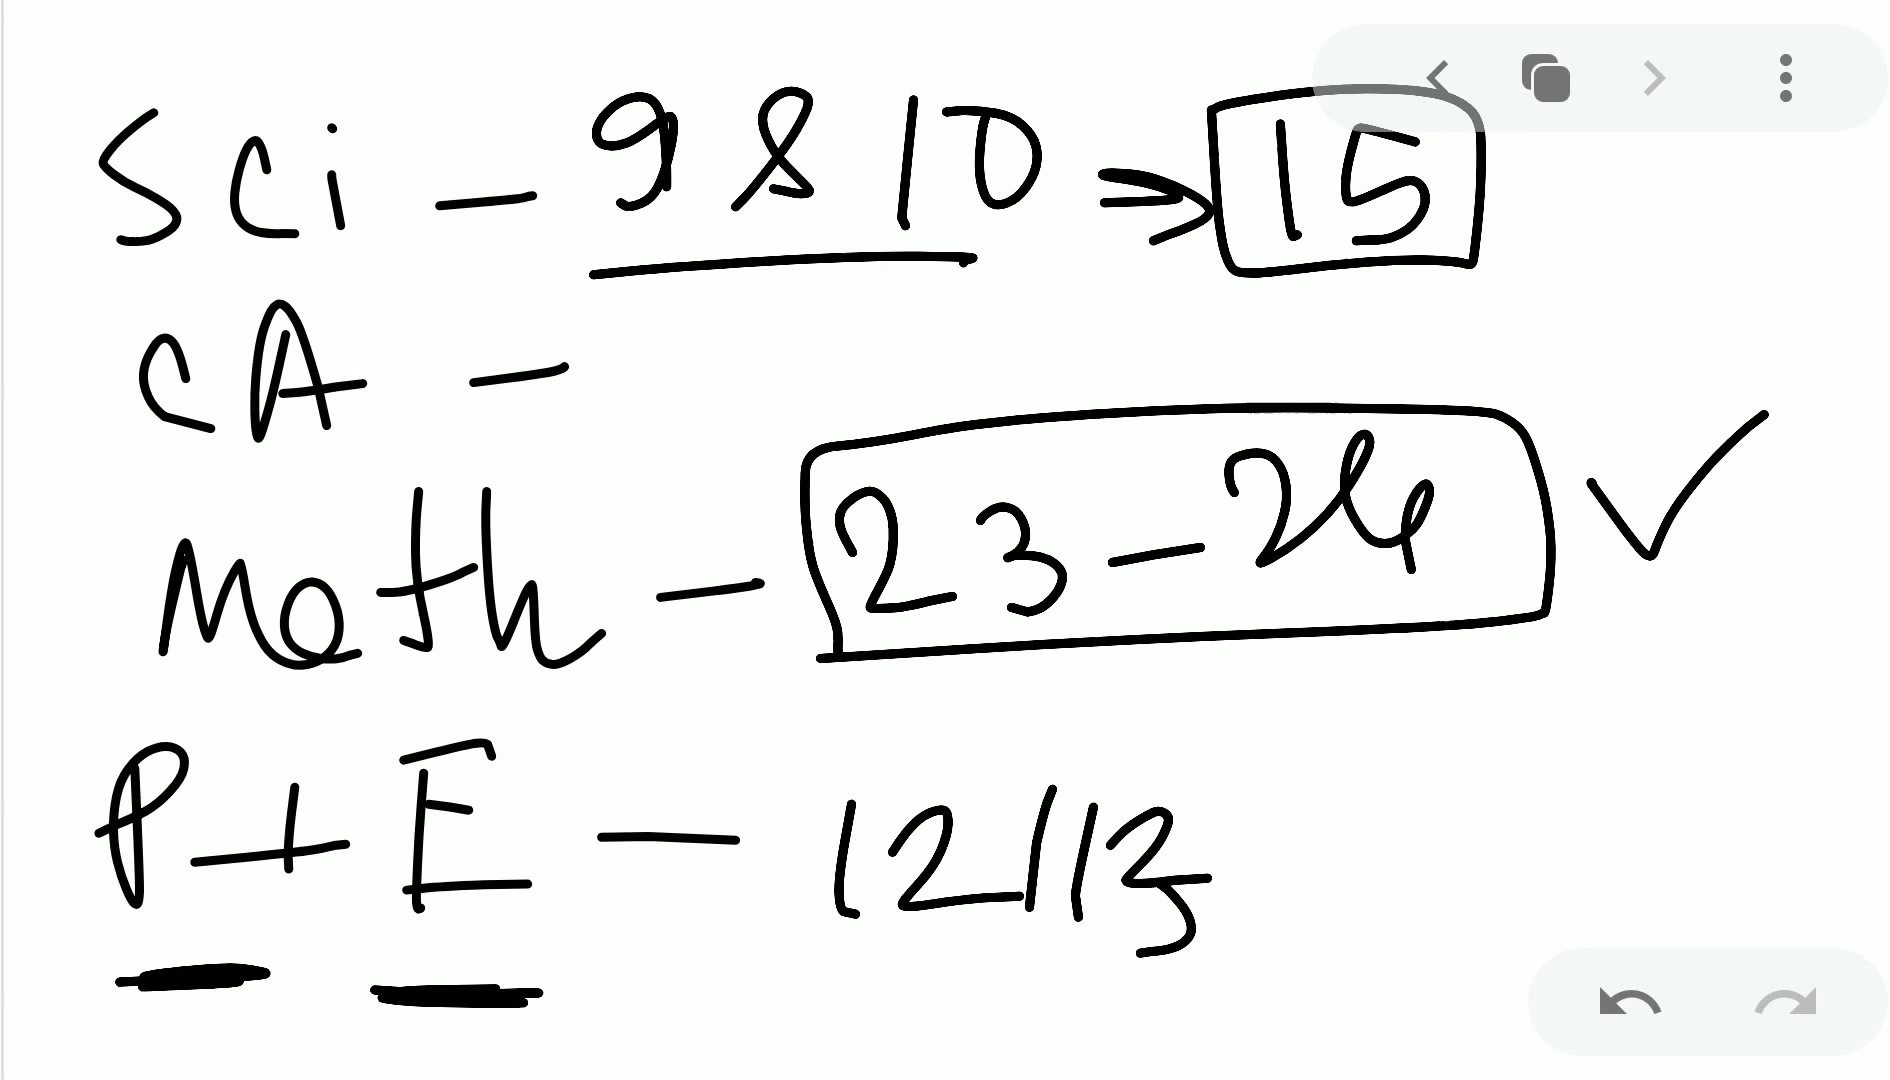 Sci - 9 & 10 ⇒ 15
CA -
Math - 23 - 24 ✓
P + E - 12/13